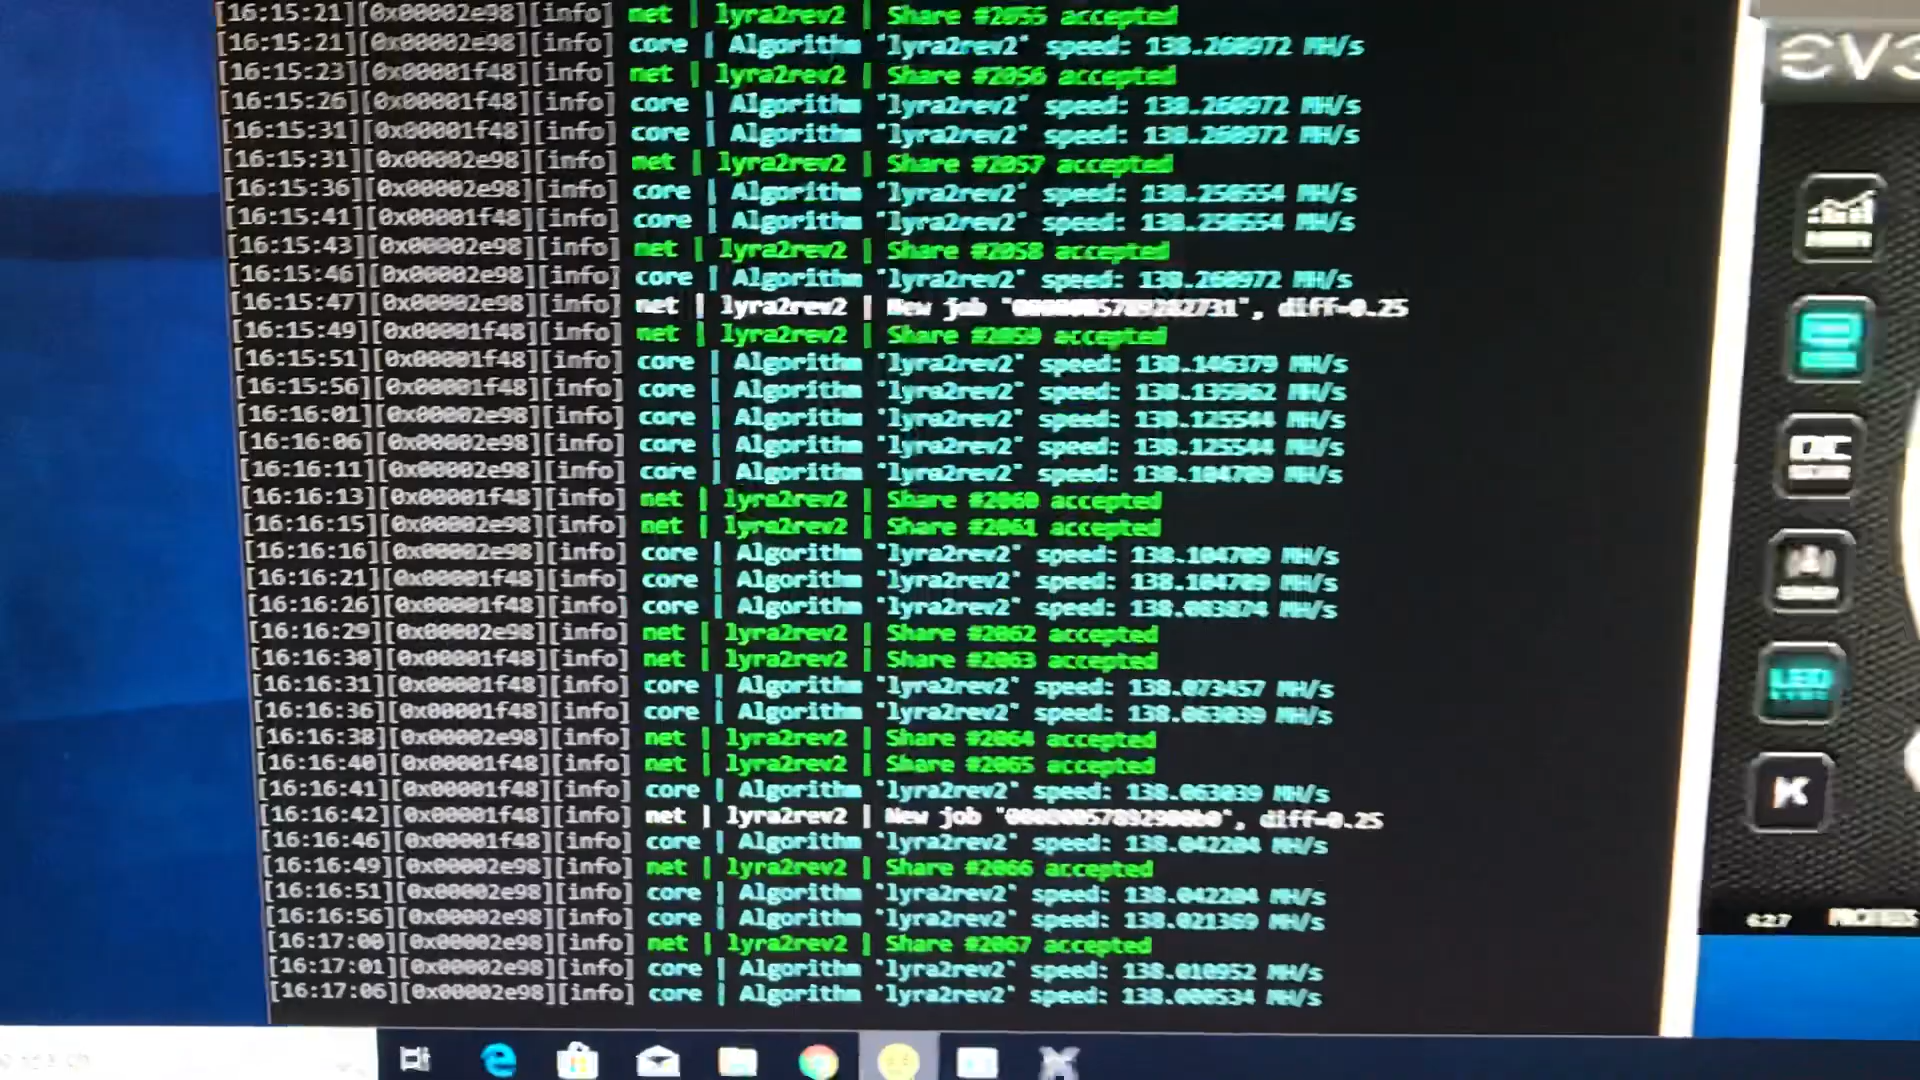 [16:15:21][0x00002e98][info] net | lyra2rev2 | Share #2055 accepted
[16:15:21][0x00002e98][info] core | Algorithm "lyra2rev2" speed: 138.260972 MH/s
[16:15:23][0x00001f48][info] net | lyra2rev2 | Share #2056 accepted
[16:15:26][0x00001f48][info] core | Algorithm "lyra2rev2" speed: 138.260972 MH/s
[16:15:31][0x00001f48][info] core | Algorithm "lyra2rev2" speed: 138.260972 MH/s
[16:15:31][0x00002e98][info] net | lyra2rev2 | Share #2057 accepted
[16:15:36][0x00002e98][info] core | Algorithm "lyra2rev2" speed: 138.250554 MH/s
[16:15:41][0x00001f48][info] core | Algorithm "lyra2rev2" speed: 138.250554 MH/s
[16:15:43][0x00002e98][info] net | lyra2rev2 | Share #2058 accepted
[16:15:46][0x00002e98][info] core | Algorithm "lyra2rev2" speed: 138.260972 MH/s
[16:15:47][0x00002e98][info] net | lyra2rev2 | New job diff=0.25
[16:15:49][0x00001f48][info] net | lyra2rev2 | Share #2059 accepted
[16:15:51][0x00001f48][info] core | Algorithm "lyra2rev2" speed: 138.146379 MH/s
[16:15:56][0x00001f48][info] core | Algorithm "lyra2rev2" speed: 138.135962 MH/s
[16:16:01][0x00002e98][info] core | Algorithm "lyra2rev2" speed: 138.125544 MH/s
[16:16:06][0x00002e98][info] core | Algorithm "lyra2rev2" speed: 138.125544 MH/s
[16:16:11][0x00002e98][info] core | Algorithm "lyra2rev2" speed: 138.104709 MH/s
[16:16:13][0x00001f48][info] net | lyra2rev2 | Share #2060 accepted
[16:16:15][0x00002e98][info] net | lyra2rev2 | Share #2061 accepted
[16:16:16][0x00002e98][info] core | Algorithm "lyra2rev2" speed: 138.104709 MH/s
[16:16:21][0x00001f48][info] core | Algorithm "lyra2rev2" speed: 138.104709 MH/s
[16:16:26][0x00001f48][info] core | Algorithm "lyra2rev2" speed: 138.083874 MH/s
[16:16:29][0x00002e98][info] net | lyra2rev2 | Share #2062 accepted
[16:16:30][0x00001f48][info] net | lyra2rev2 | Share #2063 accepted
[16:16:31][0x00001f48][info] core | Algorithm "lyra2rev2" speed: 138.073457 MH/s
[16:16:36][0x00001f48][info] core | Algorithm "lyra2rev2" speed: 138.063039 MH/s
[16:16:38][0x00002e98][info] net | lyra2rev2 | Share #2064 accepted
[16:16:40][0x00001f48][info] net | lyra2rev2 | Share #2065 accepted
[16:16:41][0x00001f48][info] core | Algorithm "lyra2rev2" speed: 138.063039 MH/s
[16:16:42][0x00001f48][info] net | lyra2rev2 | New job diff=0.25
[16:16:46][0x00001f48][info] core | Algorithm "lyra2rev2" speed: 138.042204 MH/s
[16:16:49][0x00002e98][info] net | lyra2rev2 | Share #2066 accepted
[16:16:51][0x00002e98][info] core | Algorithm "lyra2rev2" speed: 138.042204 MH/s
[16:16:56][0x00002e98][info] core | Algorithm "lyra2rev2" speed: 138.021369 MH/s
[16:17:00][0x00002e98][info] net | lyra2rev2 | Share #2067 accepted
[16:17:01][0x00002e98][info] core | Algorithm "lyra2rev2" speed: 138.010952 MH/s
[16:17:06][0x00002e98][info] core | Algorithm "lyra2rev2" speed: 138.000534 MH/s
OC
LED
K
627